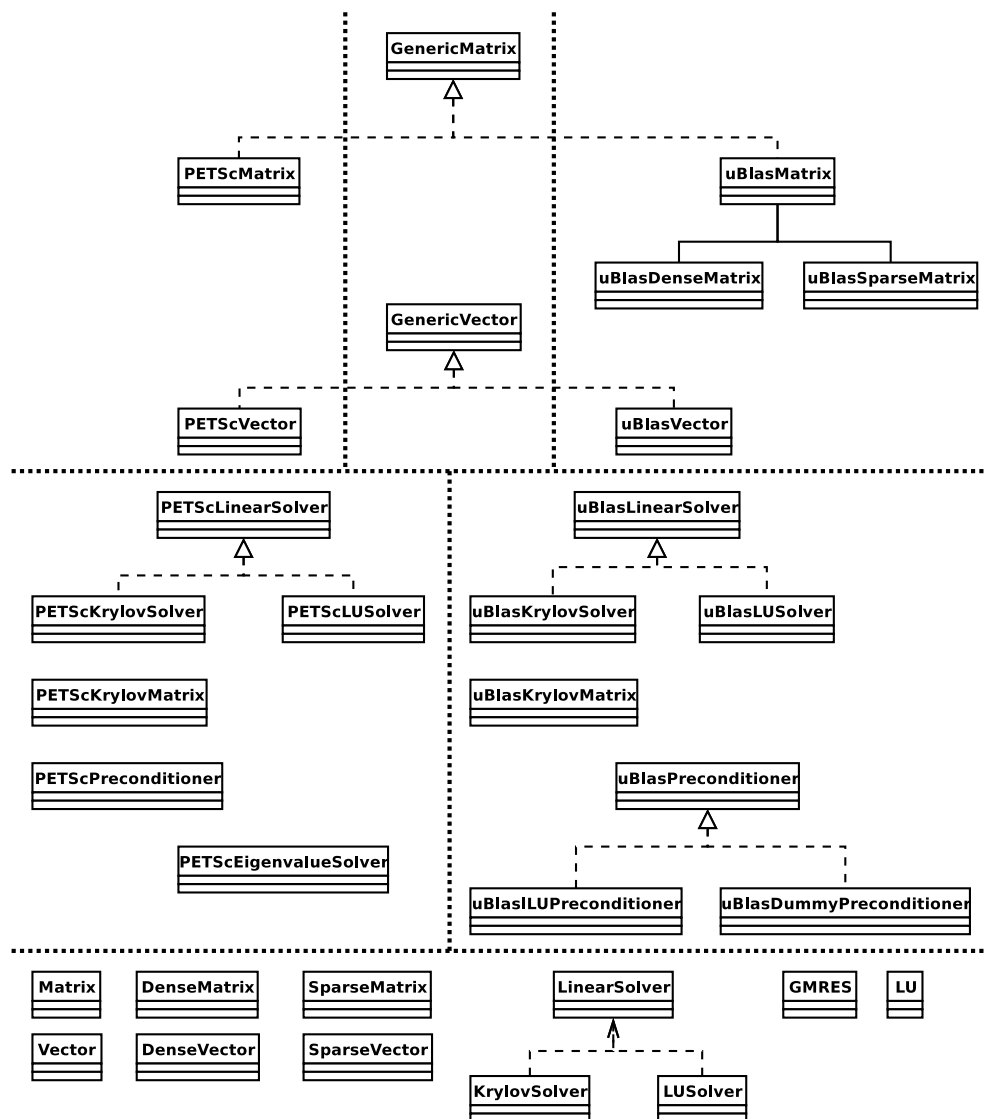 GenericMatrix
PETScMatrix
uBlasMatrix
uBlasDenseMatrix
uBlasSparseMatrix
GenericVector
PETScVector
uBlasVector
PETScLinearSolver
uBlasLinearSolver
PETScKrylovSolver
PETScLUSolver
uBlasKrylovSolver
uBlasLUSolver
PETScKrylovMatrix
uBlasKrylovMatrix
PETScPreconditioner
uBlasPreconditioner
PETScEigenvalueSolver
uBlasILUPreconditioner
uBlasDummyPreconditioner
Matrix
DenseMatrix
SparseMatrix
LinearSolver
GMRES
LU
Vector
DenseVector
SparseVector
KrylovSolver
LUSolver